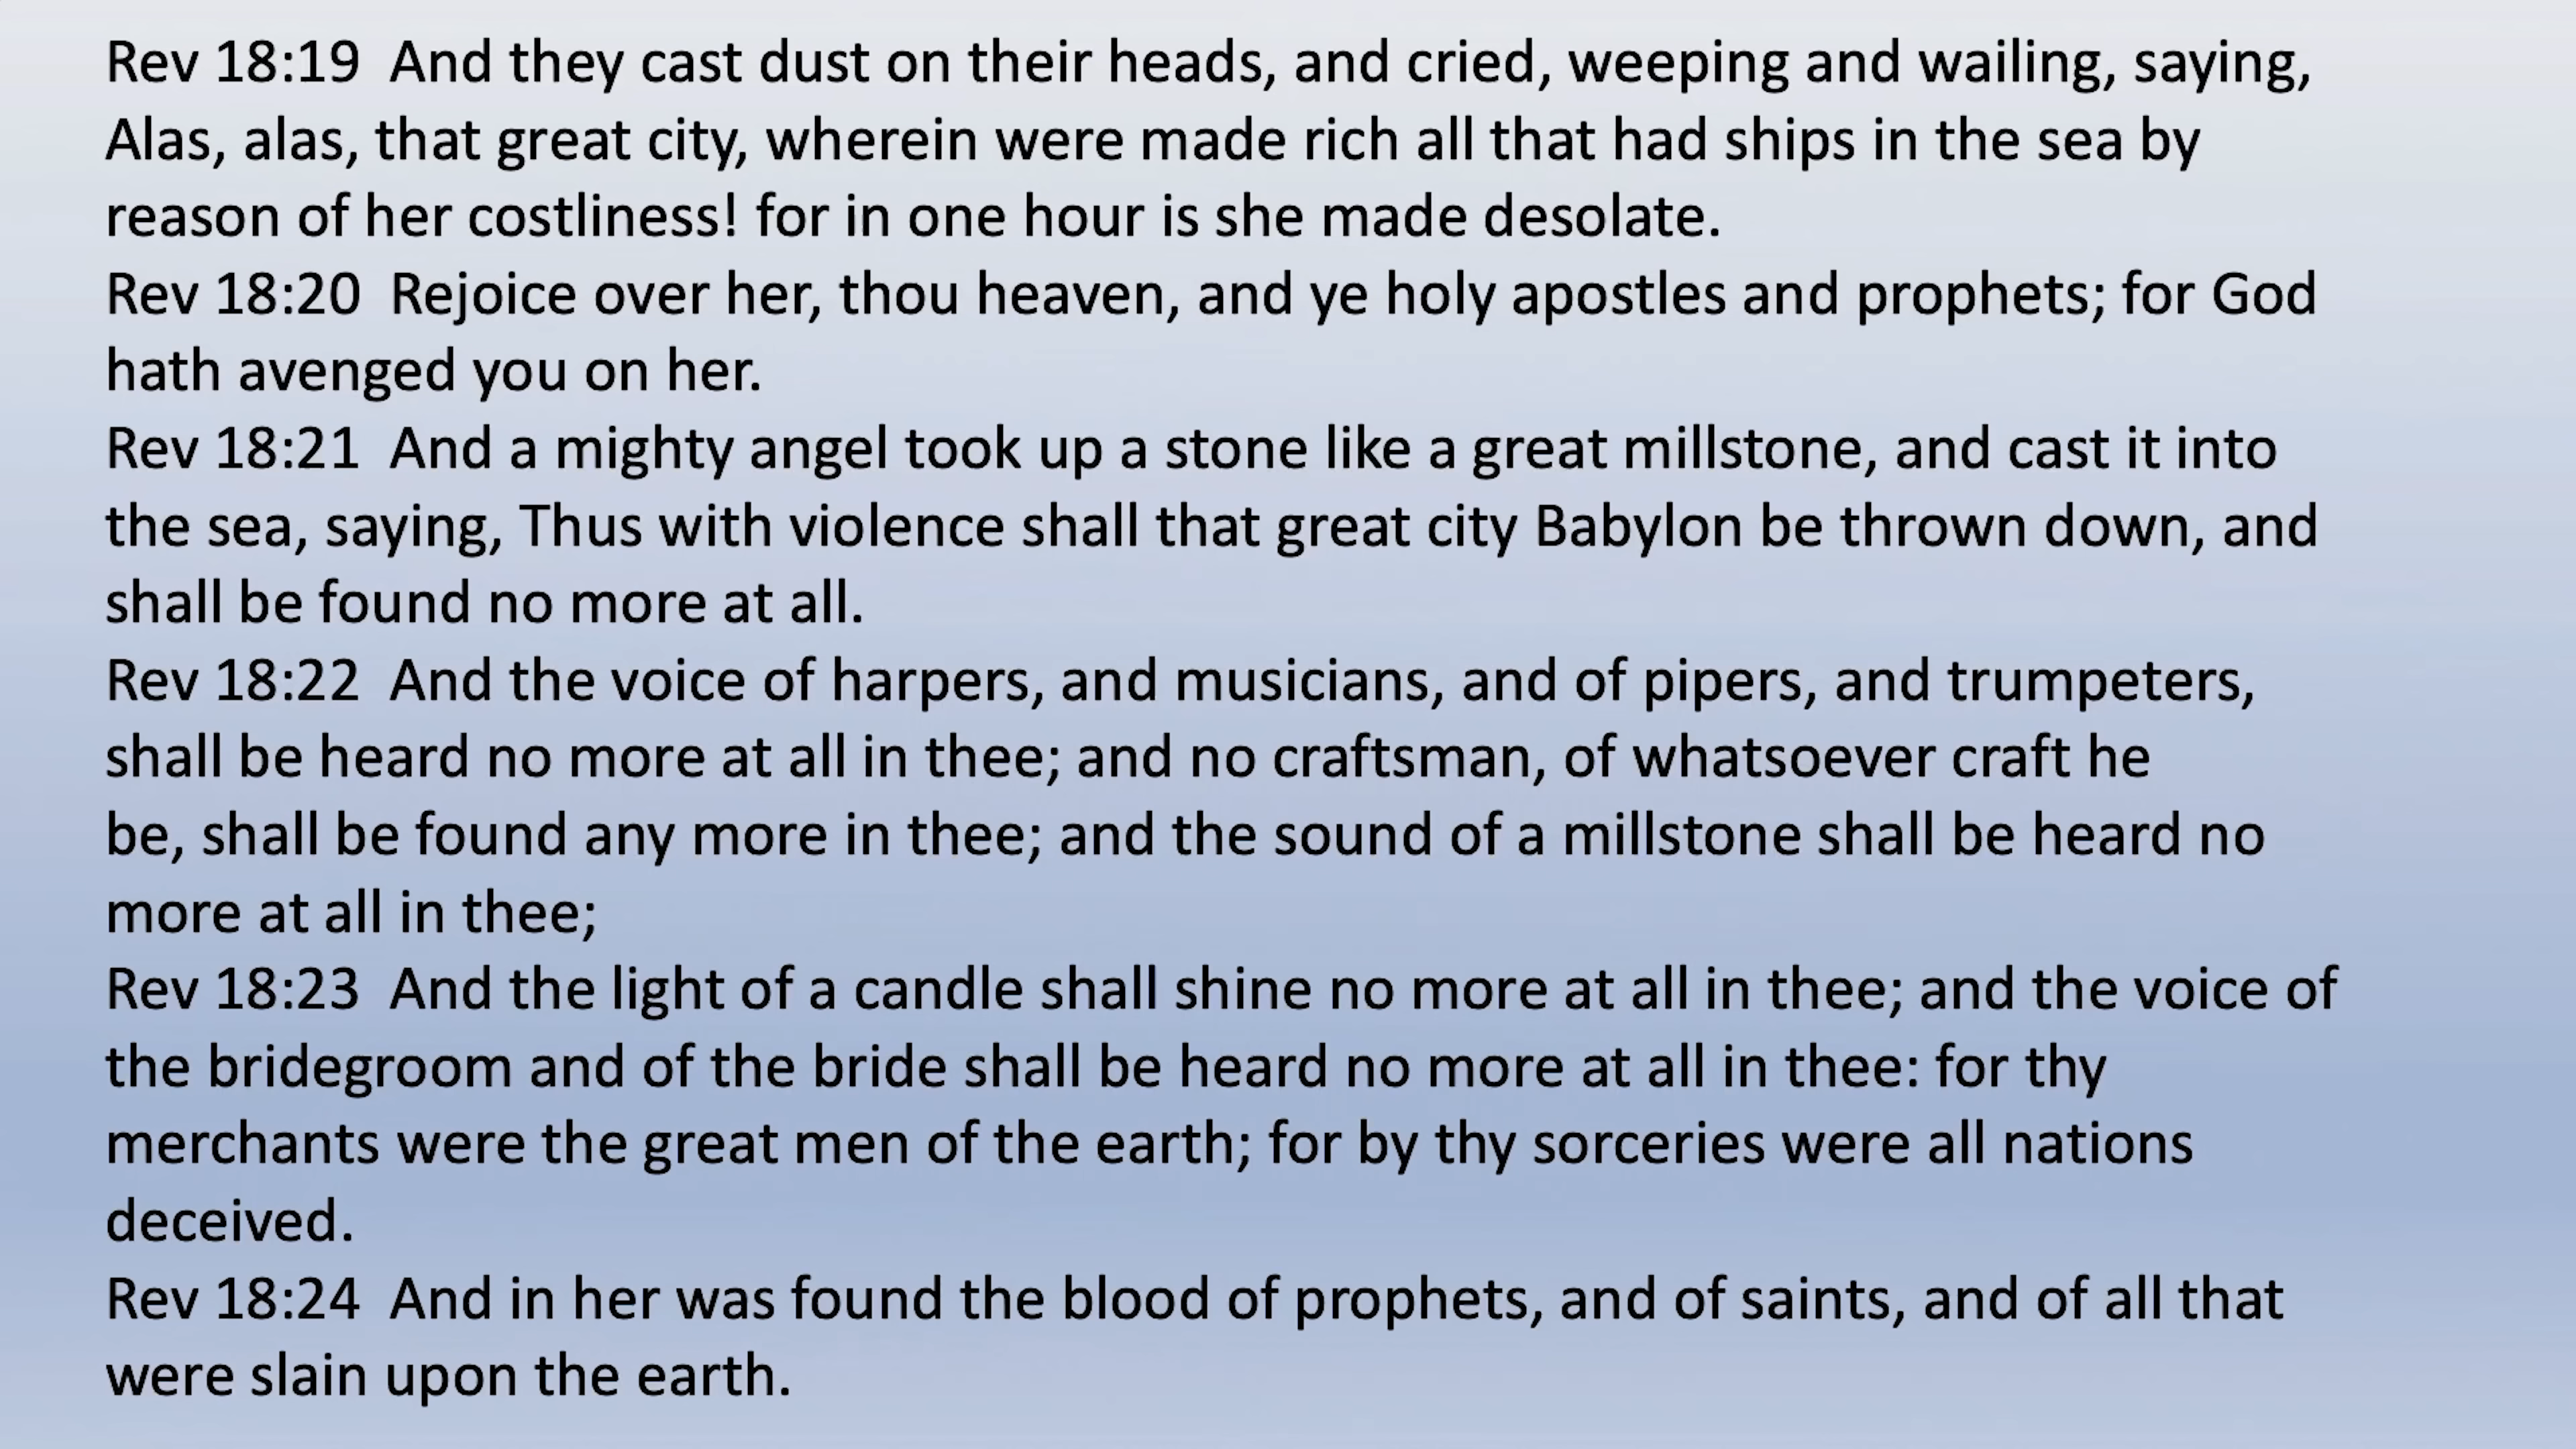 Rev 18:19  And they cast dust on their heads, and cried, weeping and wailing, saying,
Alas, alas, that great city, wherein were made rich all that had ships in the sea by
reason of her costliness! for in one hour is she made desolate.
Rev 18:20  Rejoice over her, thou heaven, and ye holy apostles and prophets; for God
hath avenged you on her.
Rev 18:21  And a mighty angel took up a stone like a great millstone, and cast it into
the sea, saying, Thus with violence shall that great city Babylon be thrown down, and
shall be found no more at all.
Rev 18:22  And the voice of harpers, and musicians, and of pipers, and trumpeters,
shall be heard no more at all in thee; and no craftsman, of whatsoever craft he
be, shall be found any more in thee; and the sound of a millstone shall be heard no
more at all in thee;
Rev 18:23  And the light of a candle shall shine no more at all in thee; and the voice of
the bridegroom and of the bride shall be heard no more at all in thee: for thy
merchants were the great men of the earth; for by thy sorceries were all nations
deceived.
Rev 18:24  And in her was found the blood of prophets, and of saints, and of all that
were slain upon the earth.